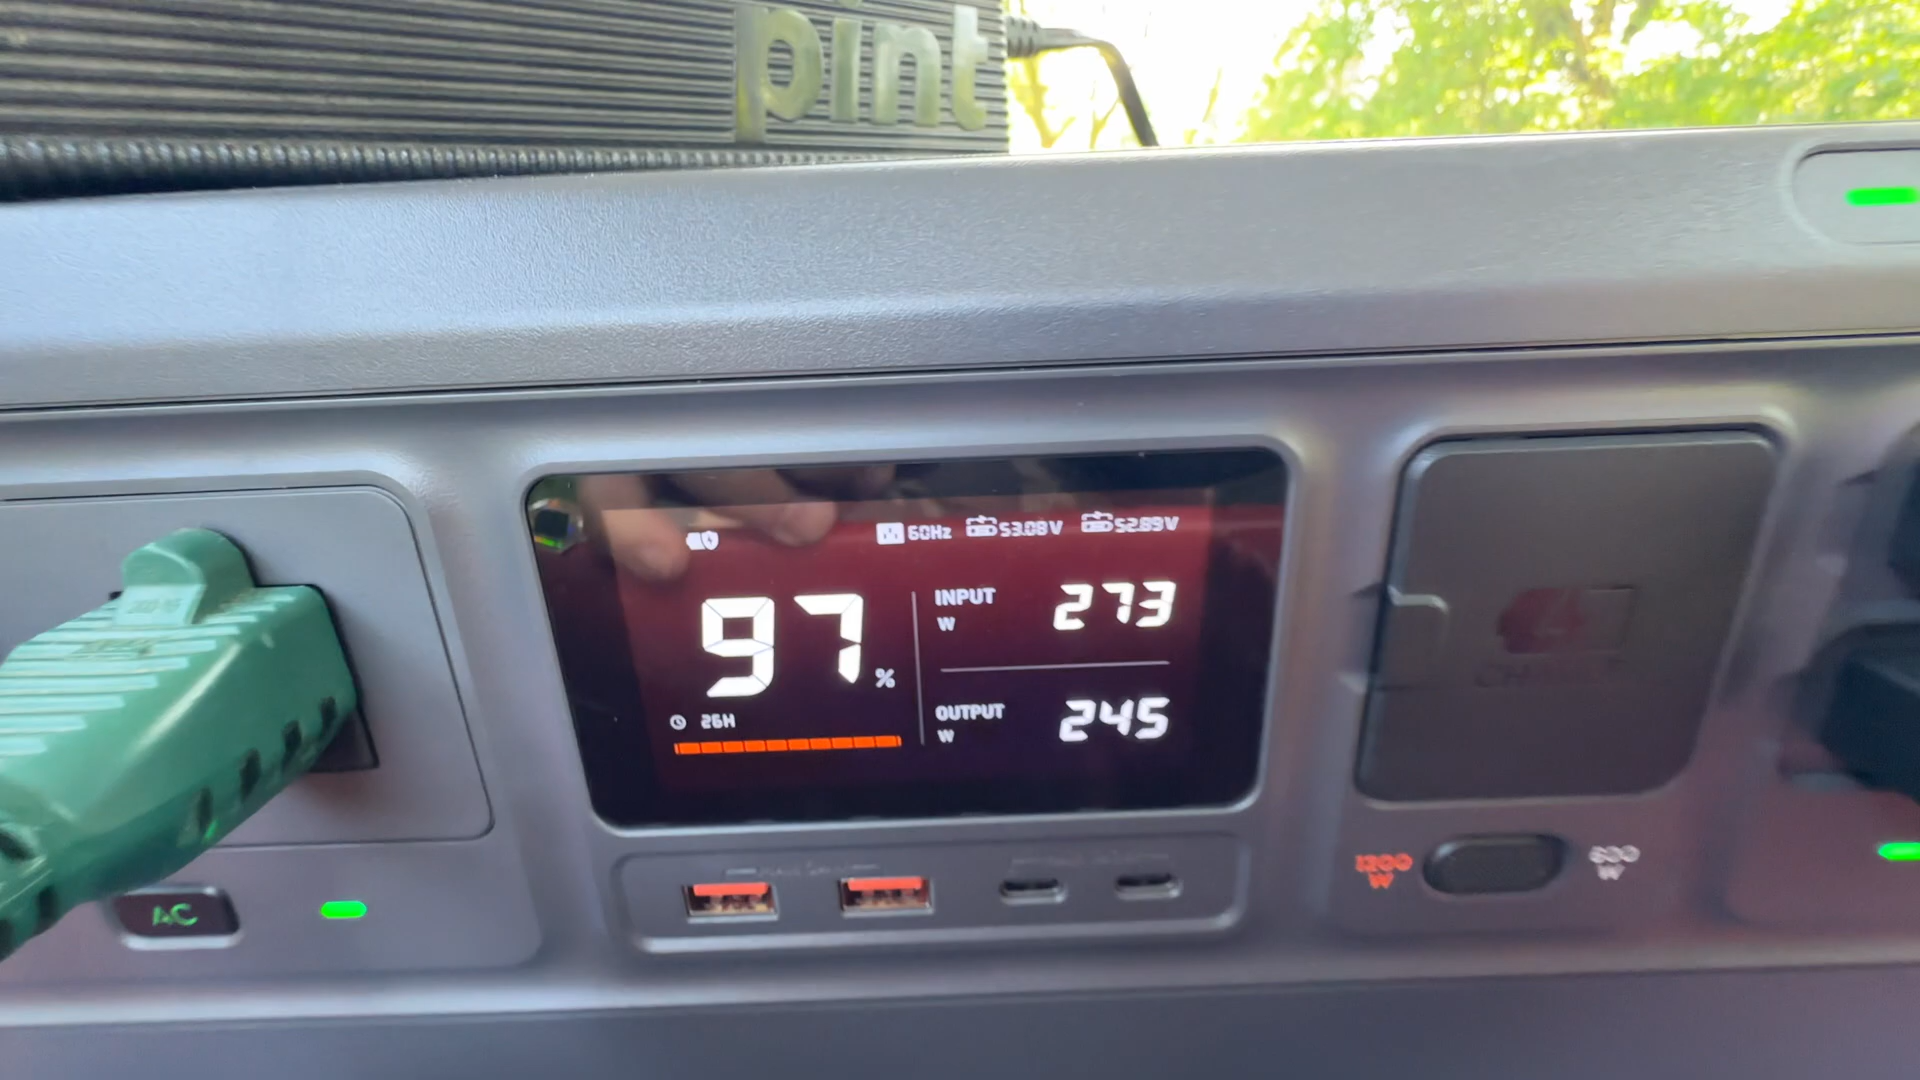 pint
60Hz 53.08V 52.89V
97%
INPUT W 273
26H
OUTPUT W 245
AC
1200 W
600 W